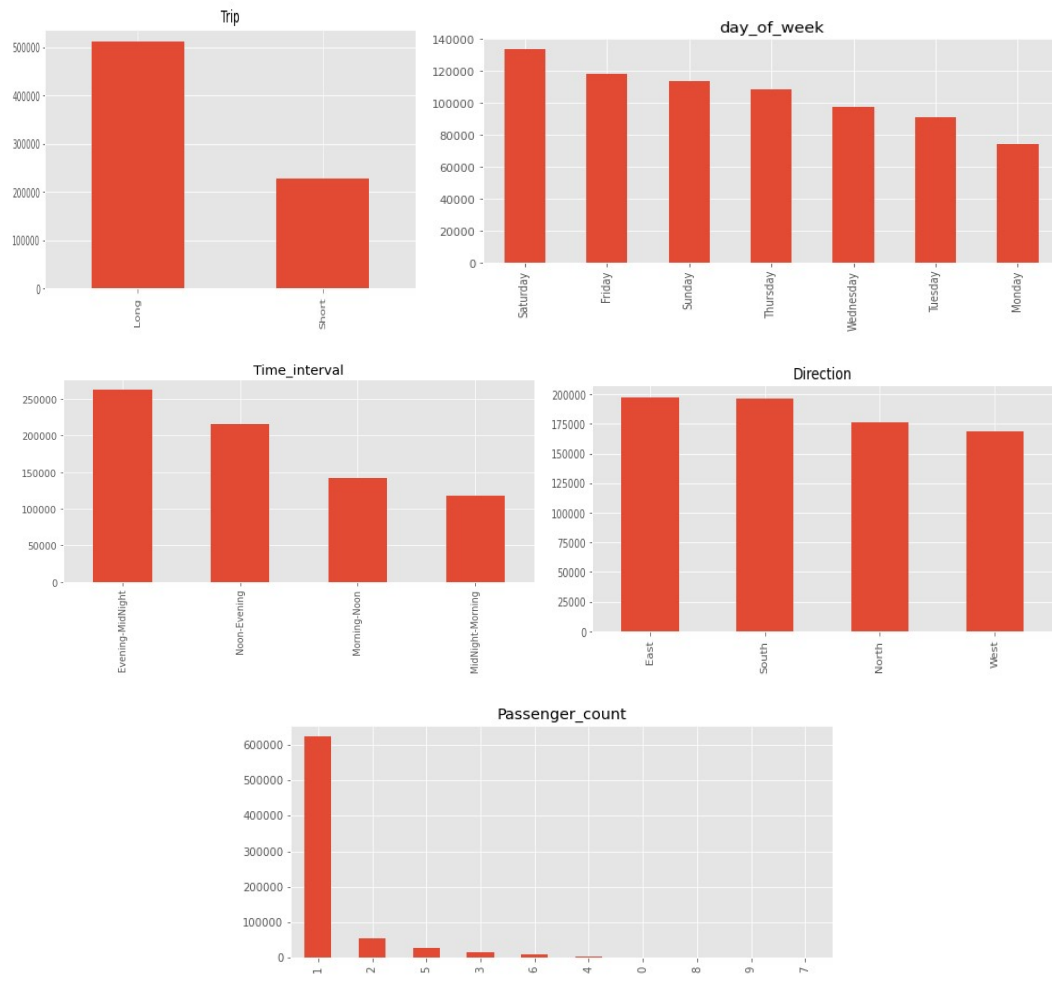 Trip
500000
400000
300000
200000
100000
0
Long
Short
day_of_week
140000
120000
100000
80000
60000
40000
20000
0
Saturday
Friday
Sunday
Thursday
Wednesday
Tuesday
Monday
Time_interval
250000
200000
150000
100000
50000
0
Evening-MidNight
Noon-Evening
Morning-Noon
MidNight-Morning
Direction
200000
175000
150000
125000
100000
75000
50000
25000
0
East
South
North
West
Passenger_count
600000
500000
400000
300000
200000
100000
0
1
2
5
3
6
4
0
8
9
7